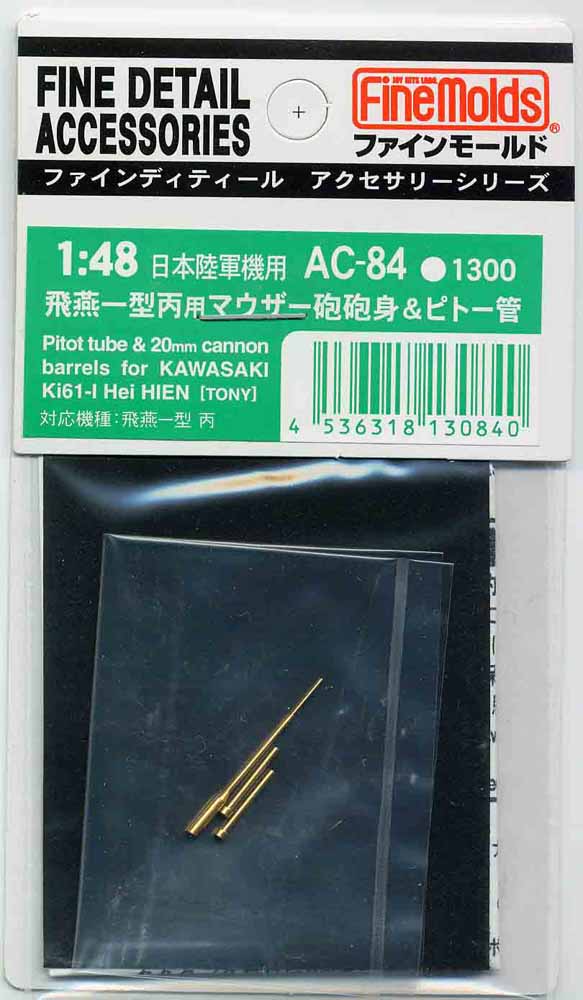 FINE DETAIL
ACCESSORIES
JOY KITS LABO.
FineMolds®
ファインモールド
ファインディティール アクセサリーシリーズ
1:48 日本陸軍機用 AC-84 ●1300
飛燕一型丙用マウザー砲砲身&ピトー管
Pitot tube & 20mm cannon
barrels for KAWASAKI
Ki61-I Hei HIEN [TONY]
対応機種:飛燕一型 丙
4 536318 130840